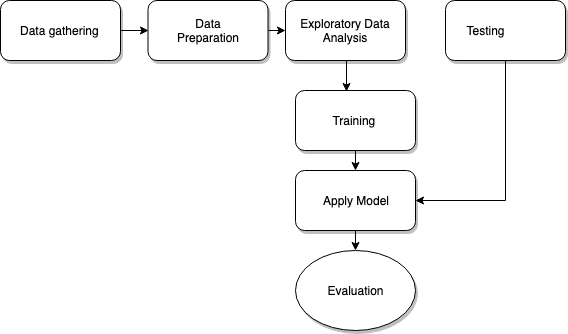 Data gathering
Data
Preparation
Exploratory Data
Analysis
Testing
Training
Apply Model
Evaluation